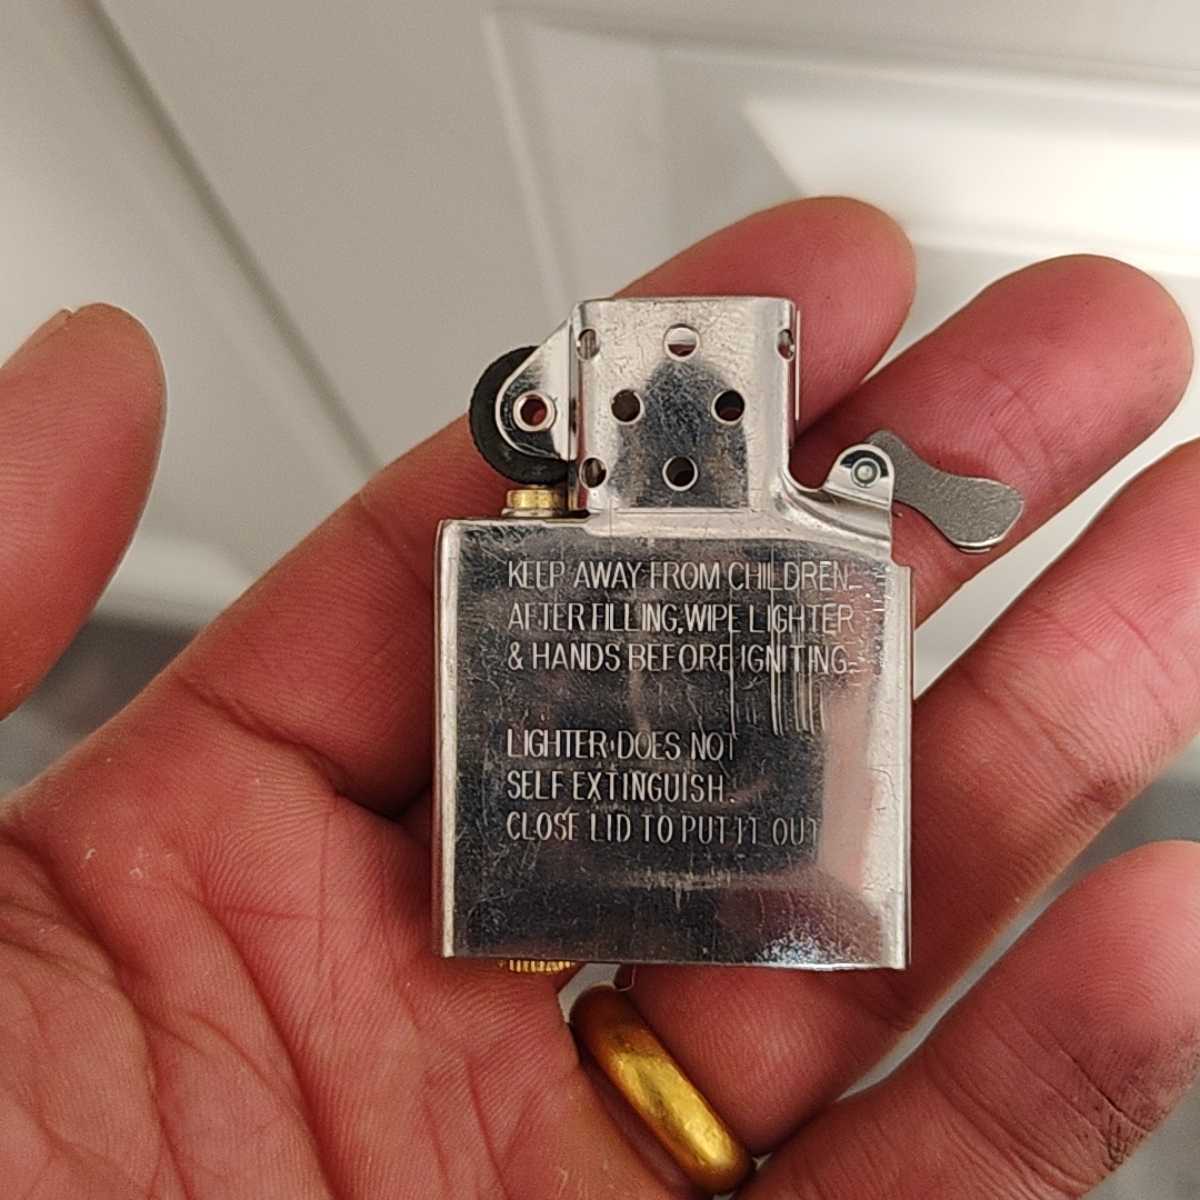 KEEP AWAY FROM CHILDREN-
AFTER FILLING, WIPE LIGHTER
& HANDS BEFORE IGNITING-
LIGHTER DOES NOT
SELF EXTINGUISH.
CLOSE LID TO PUT IT OUT